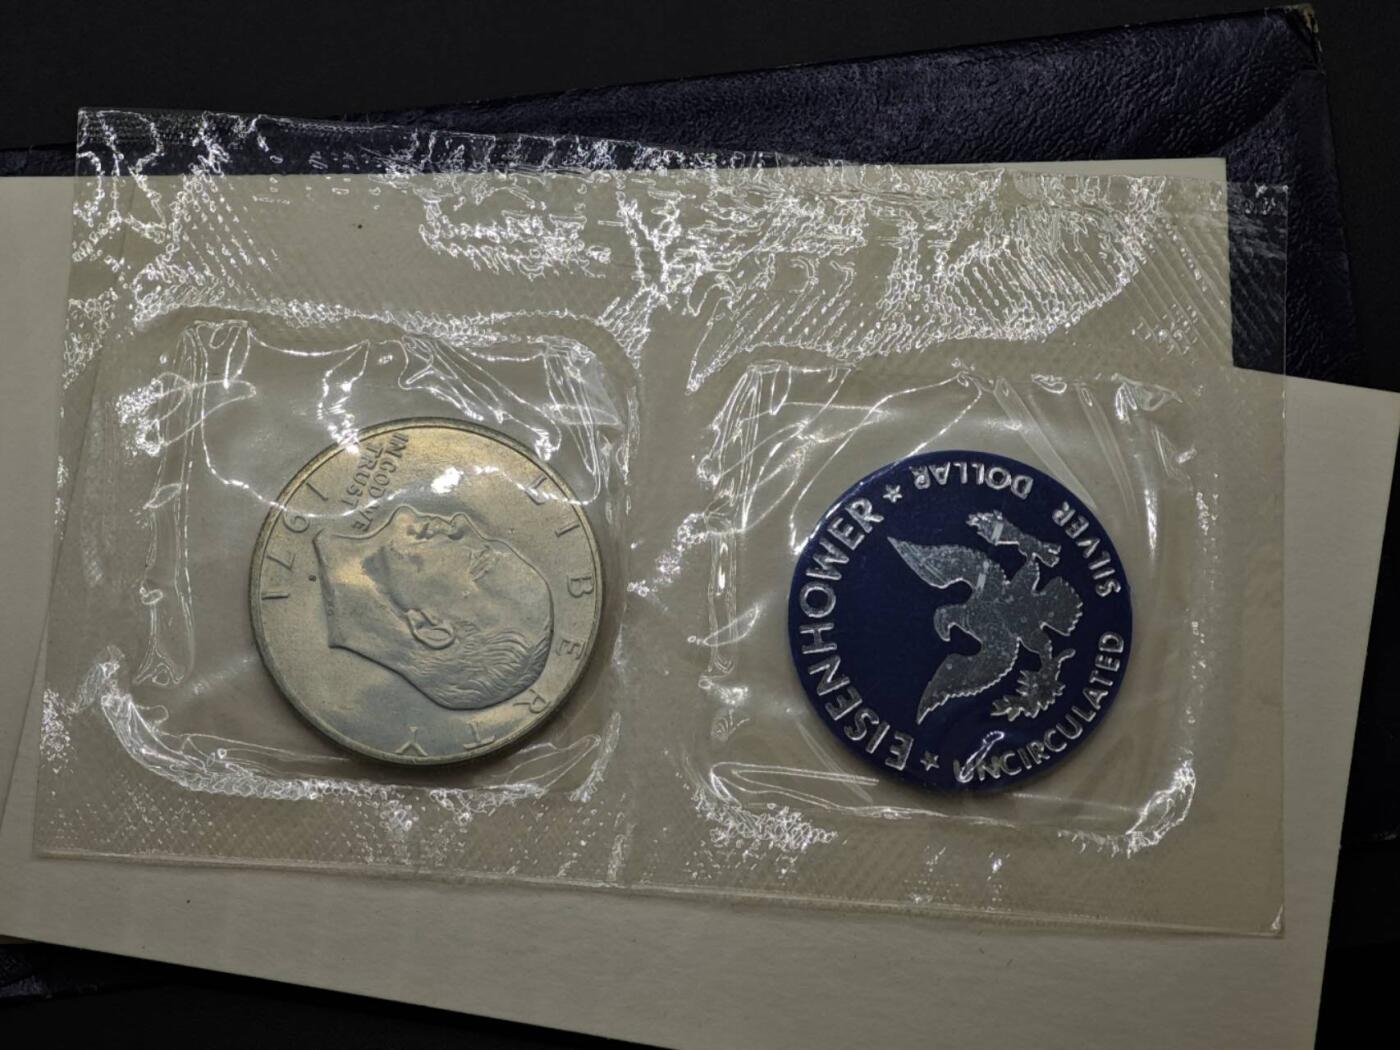 LIBERTY
IN GOD WE
TRUST
1971
EISENHOWER
★ UNCIRCULATED SILVER DOLLAR ★